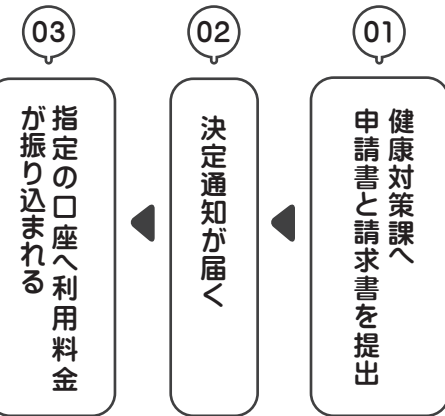 01
健康対策課へ
申請書と請求書を提出
02
決定通知が届く
03
指定の口座へ利用料金
が振り込まれる